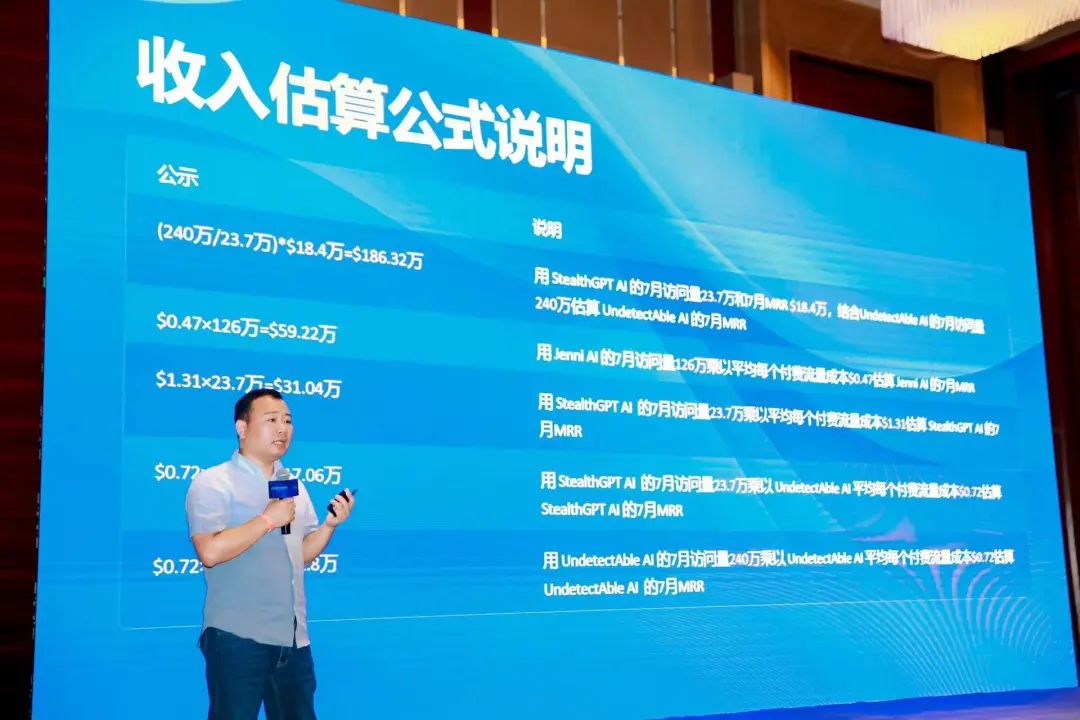 收入估算公式说明
公示
说明
(240万/23.7万)*$18.4万=$186.32万
用 StealthGPT AI 的7月访问量23.7万和7月MRR $18.4万，结合UndetectAble AI 的7月访问量
240万估算 UndetectAble AI 的7月MRR
$0.47×126万=$59.22万
用 Jenni AI 的7月访问量126万乘以平均每个付费流量成本$0.47估算 Jenni AI 的7月MRR
$1.31×23.7万=$31.04万
用 StealthGPT AI 的7月访问量23.7万乘以平均每个付费流量成本$1.31估算 StealthGPT AI 的7
月MRR
$0.72 7.06万
用 StealthGPT AI 的7月访问量23.7万乘以 UndetectAble AI 平均每个付费流量成本$0.72估算
StealthGPT AI 的7月MRR
$0.72 .8万
用 UndetectAble AI 的7月访问量240万乘以 UndetectAble AI 平均每个付费流量成本$0.72估算
UndetectAble AI 的7月MRR